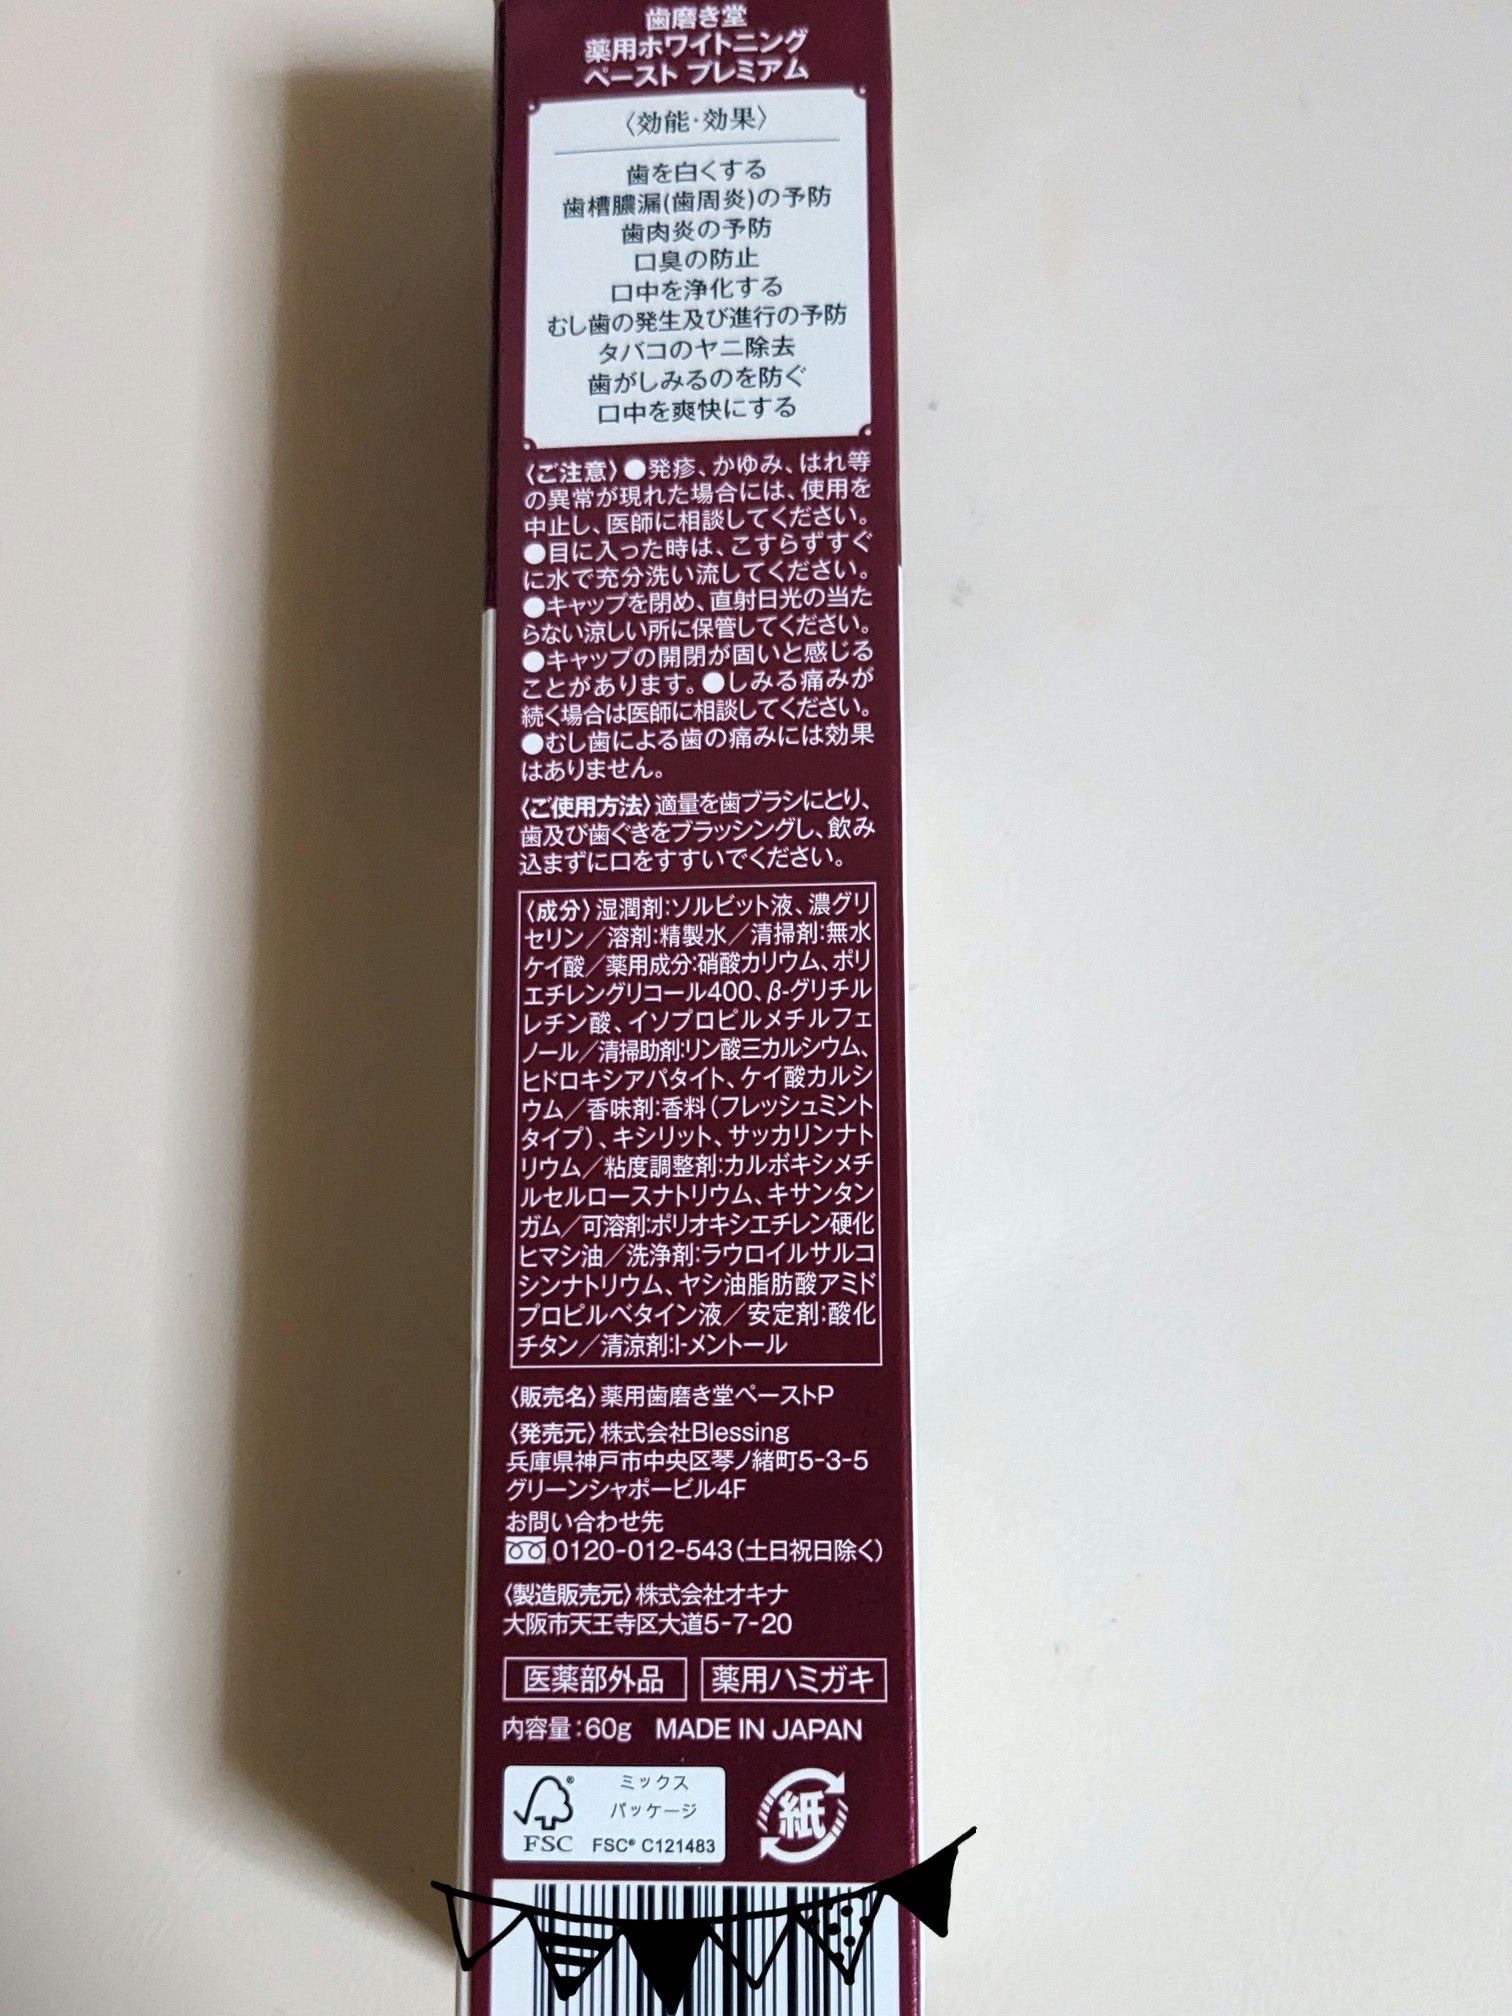 歯磨き堂
薬用ホワイトニング
ペースト プレミアム
〈効能・効果〉
歯を白くする
歯槽膿漏(歯周炎)の予防
歯肉炎の予防
口臭の防止
口中を浄化する
むし歯の発生及び進行の予防
タバコのヤニ除去
歯がしみるのを防ぐ
口中を爽快にする
〈ご注意〉●発疹、かゆみ、はれ等
の異常が現れた場合には、使用を
中止し、医師に相談してください。
●目に入った時は、こすらずすぐ
に水で充分洗い流してください。
●キャップを閉め、直射日光の当た
らない涼しい所に保管してください。
●キャップの開閉が固いと感じる
ことがあります。●しみる痛みが
続く場合は医師に相談してください。
●むし歯による歯の痛みには効果
はありません。
〈ご使用方法〉適量を歯ブラシにとり、
歯及び歯ぐきをブラッシングし、飲み
込まずに口をすすいでください。
〈成分〉湿潤剤:ソルビット液、濃グリ
セリン／溶剤:精製水／清掃剤:無水
ケイ酸／薬用成分:硝酸カリウム、ポリ
エチレングリコール400、β-グリチル
レチン酸、イソプロピルメチルフェ
ノール／清掃助剤:リン酸三カルシウム、
ヒドロキシアパタイト、ケイ酸カルシ
ウム／香味剤:香料(フレッシュミント
タイプ)、キシリット、サッカリンナト
リウム／粘度調整剤:カルボキシメチ
ルセルロースナトリウム、キサンタン
ガム／可溶剤:ポリオキシエチレン硬化
ヒマシ油／洗浄剤:ラウロイルサルコ
シンナトリウム、ヤシ油脂肪酸アミド
プロピルベタイン液／安定剤:酸化
チタン／清涼剤:l-メントール
〈販売名〉薬用歯磨き堂ペーストP
〈発売元〉株式会社Blessing
兵庫県神戸市中央区琴ノ緒町5-3-5
グリーンシャポービル4F
お問い合わせ先
0120-012-543(土日祝日除く)
〈製造販売元〉株式会社オキナ
大阪市天王寺区大道5-7-20
医薬部外品 薬用ハミガキ
内容量:60g MADE IN JAPAN
ミックス
パッケージ
FSC FSC® C121483
紙